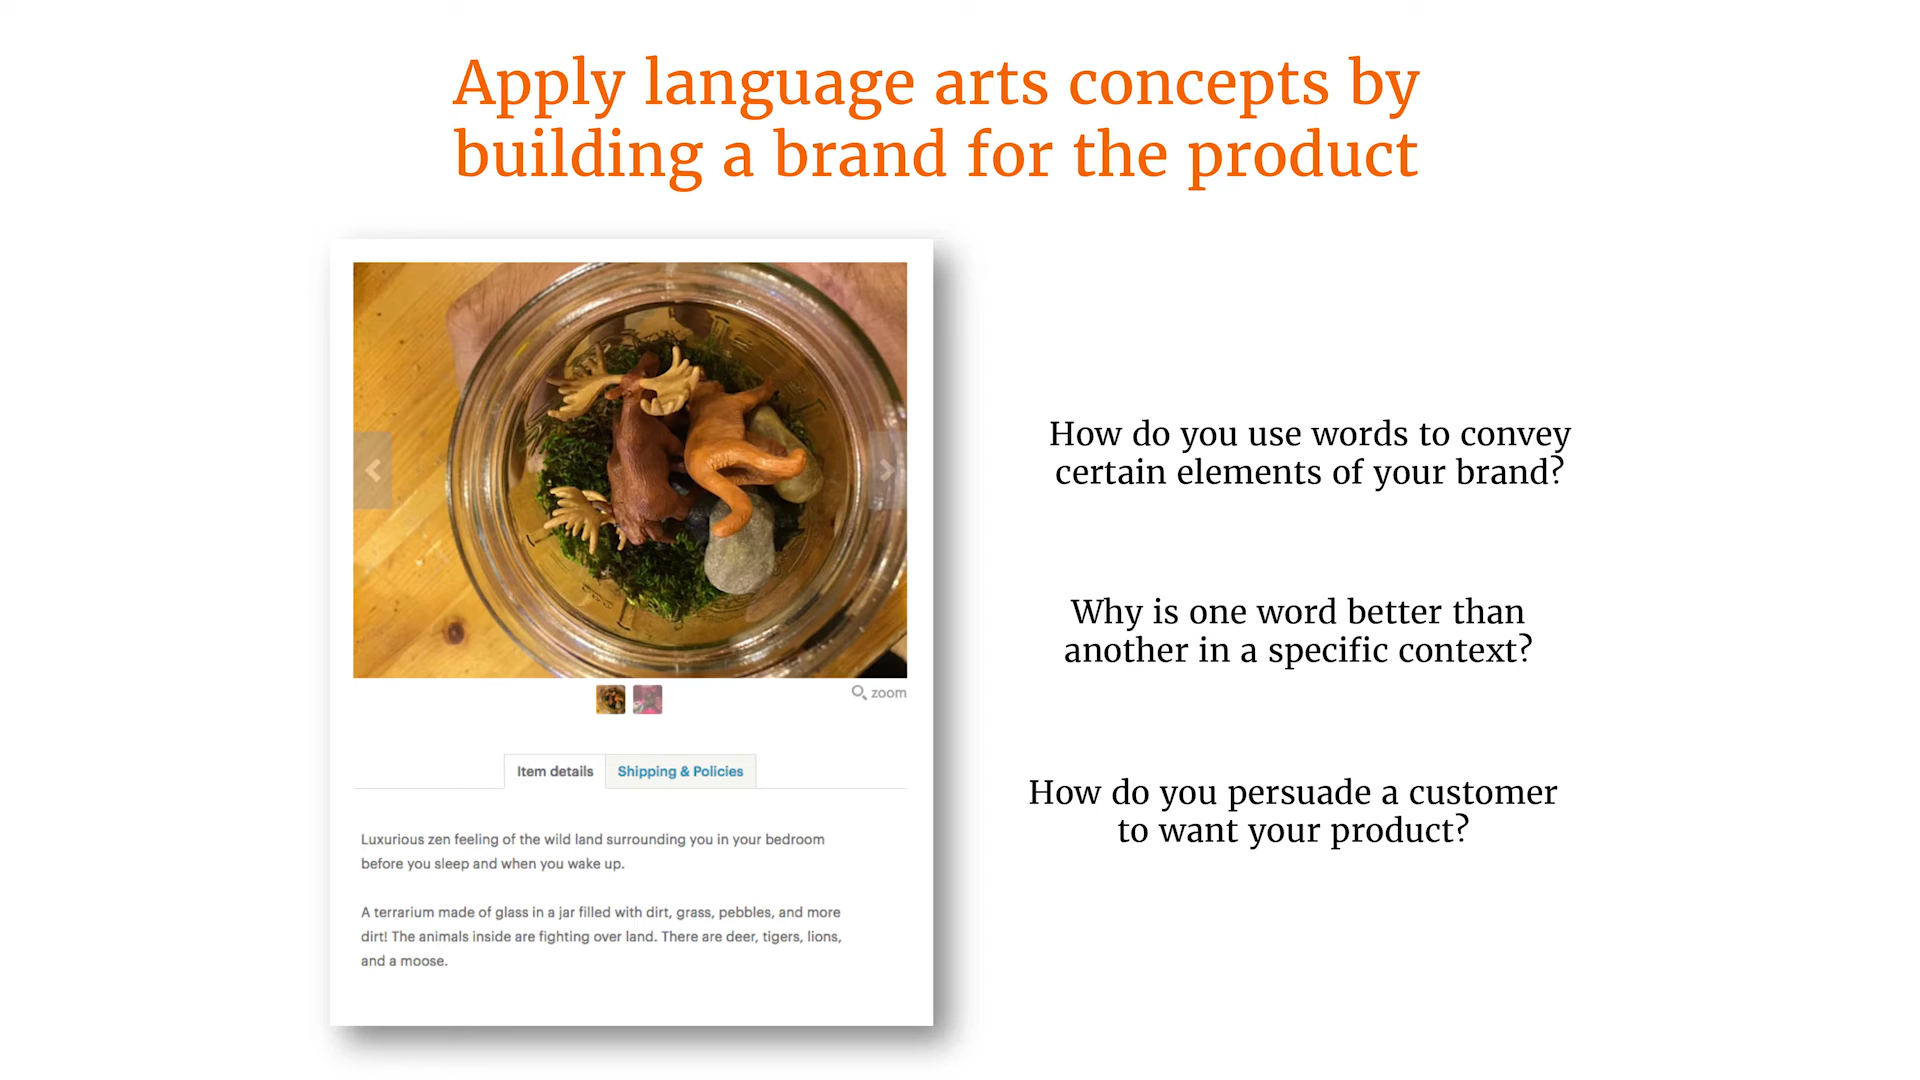 Apply language arts concepts by
building a brand for the product
zoom
Item details
Shipping & Policies
Luxurious zen feeling of the wild land surrounding you in your bedroom
before you sleep and when you wake up.
A terrarium made of glass in a jar filled with dirt, grass, pebbles, and more
dirt! The animals inside are fighting over land. There are deer, tigers, lions,
and a moose.
How do you use words to convey
certain elements of your brand?
Why is one word better than
another in a specific context?
How do you persuade a customer
to want your product?